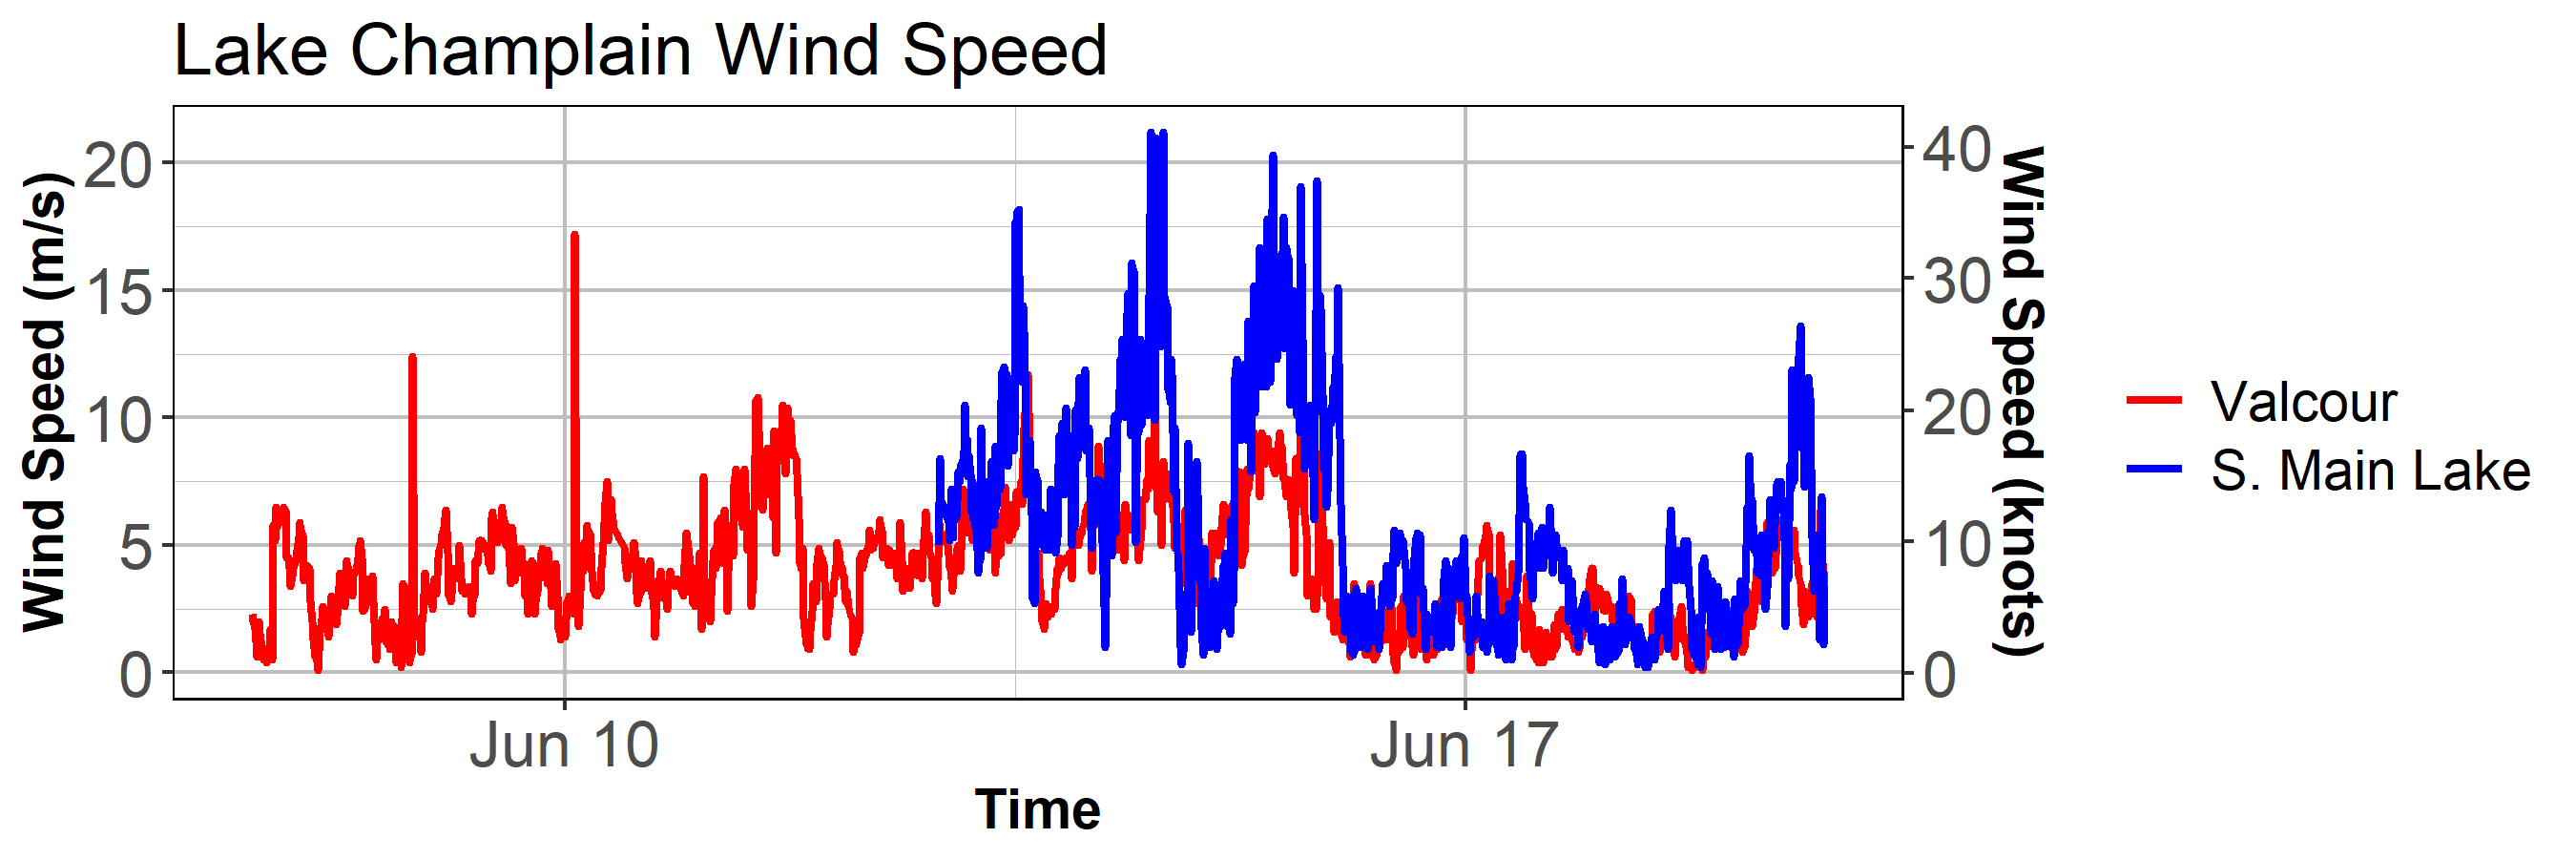 Lake Champlain Wind Speed
Wind Speed (m/s)
20
15
10
5
0
40
30
20
10
0
Wind Speed (knots)
Jun 10
Jun 17
Time
Valcour
S. Main Lake